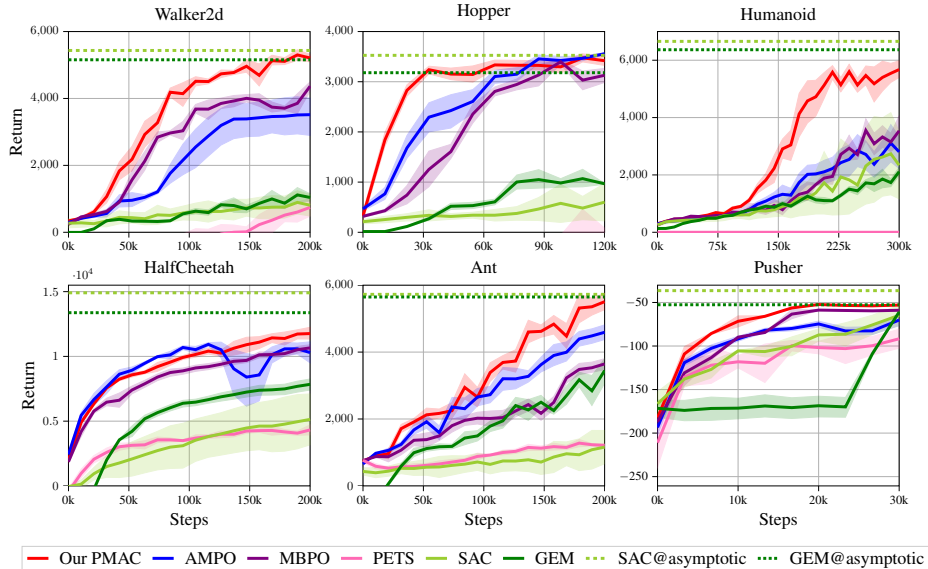 Walker2d
Hopper
Humanoid
6,000
4,000
2,000
0
0k
50k
100k
150k
200k
Return
4,000
3,000
2,000
1,000
0
0k
30k
60k
90k
120k
6,000
4,000
2,000
0
0k
75k
150k
225k
300k
HalfCheetah
Ant
Pusher
·10⁴
1.5
1
0.5
0
0k
50k
100k
150k
200k
Return
Steps
6,000
4,000
2,000
0
0k
50k
100k
150k
200k
Steps
−50
−100
−150
−200
−250
0k
10k
20k
30k
Steps
Our PMAC AMPO MBPO PETS SAC GEM SAC@asymptotic GEM@asymptotic